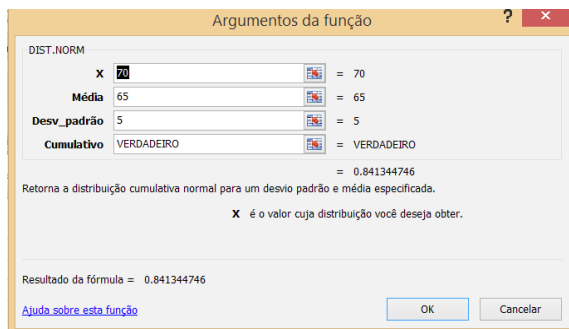 Argumentos da função ? ×
DIST.NORM
X 70 = 70
Média 65 = 65
Desv_padrão 5 = 5
Cumulativo VERDADEIRO = VERDADEIRO
= 0.841344746
Retorna a distribuição cumulativa normal para um desvio padrão e média especificada.
X é o valor cuja distribuição você deseja obter.
Resultado da fórmula = 0.841344746
Ajuda sobre esta função OK Cancelar